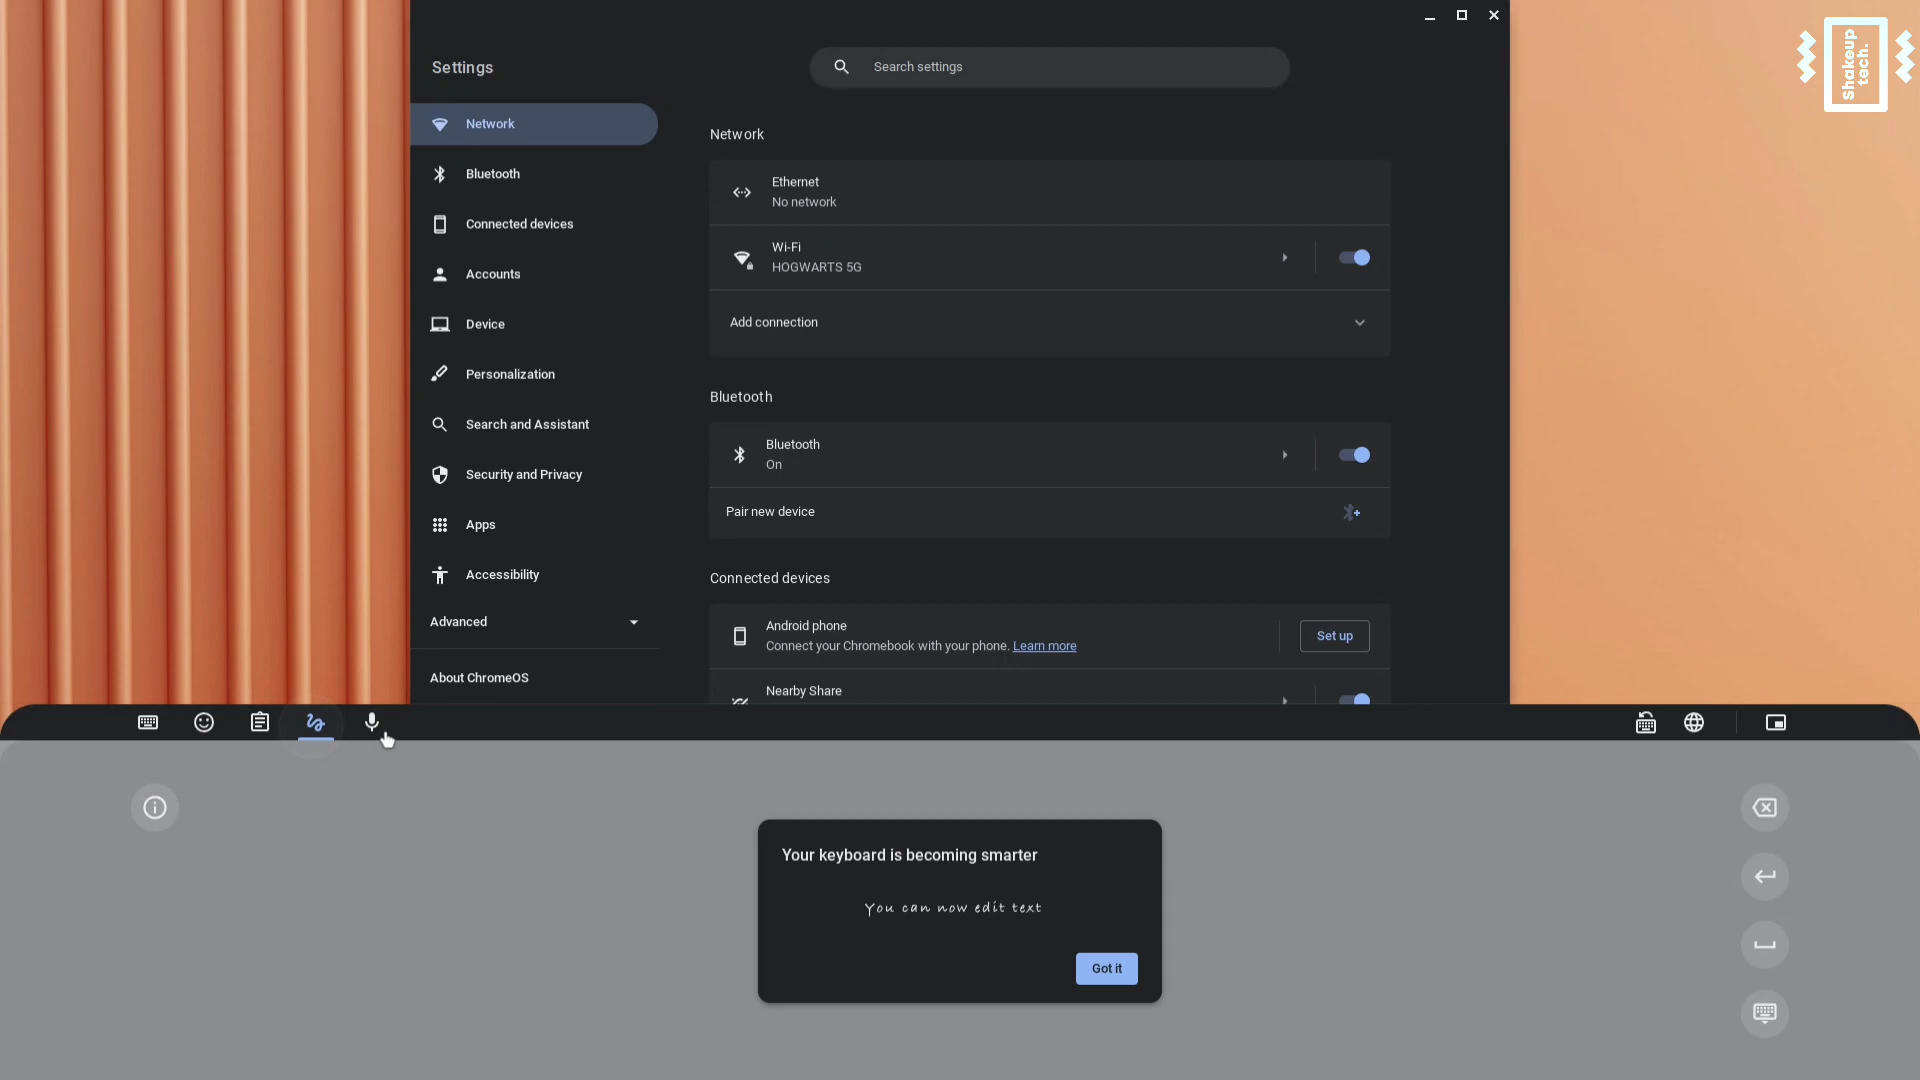 Settings
Search settings
Network
Bluetooth
Connected devices
Accounts
Device
Personalization
Search and Assistant
Security and Privacy
Apps
Accessibility
Advanced
About ChromeOS
Network
Ethernet
No network
Wi-Fi
HOGWARTS 5G
Add connection
Bluetooth
Bluetooth
On
Pair new device
Connected devices
Android phone
Connect your Chromebook with your phone. Learn more
Set up
Nearby Share
Your keyboard is becoming smarter
You can now edit text
Got it
Shakeup
tech.